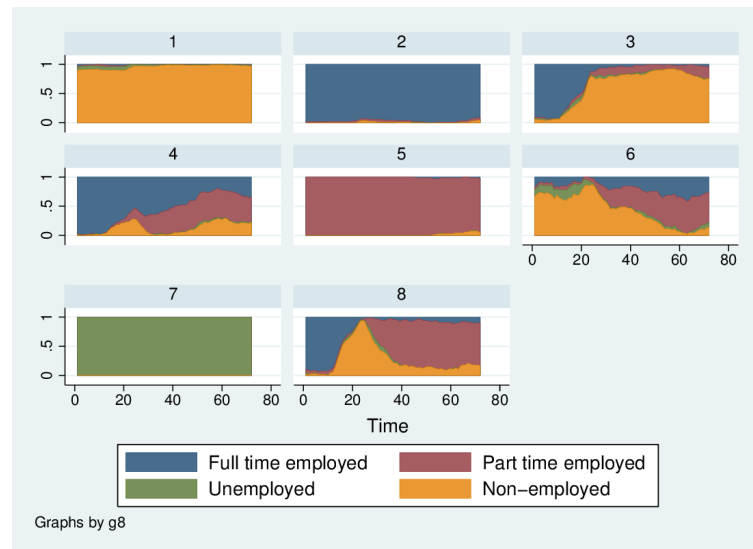 1 2 3
1
.5
0
4 5 6
1
.5
0
0 20 40 60 80
7 8
1
.5
0
0 20 40 60 80 0 20 40 60 80
Time
Full time employed Part time employed
Unemployed Non−employed
Graphs by g8